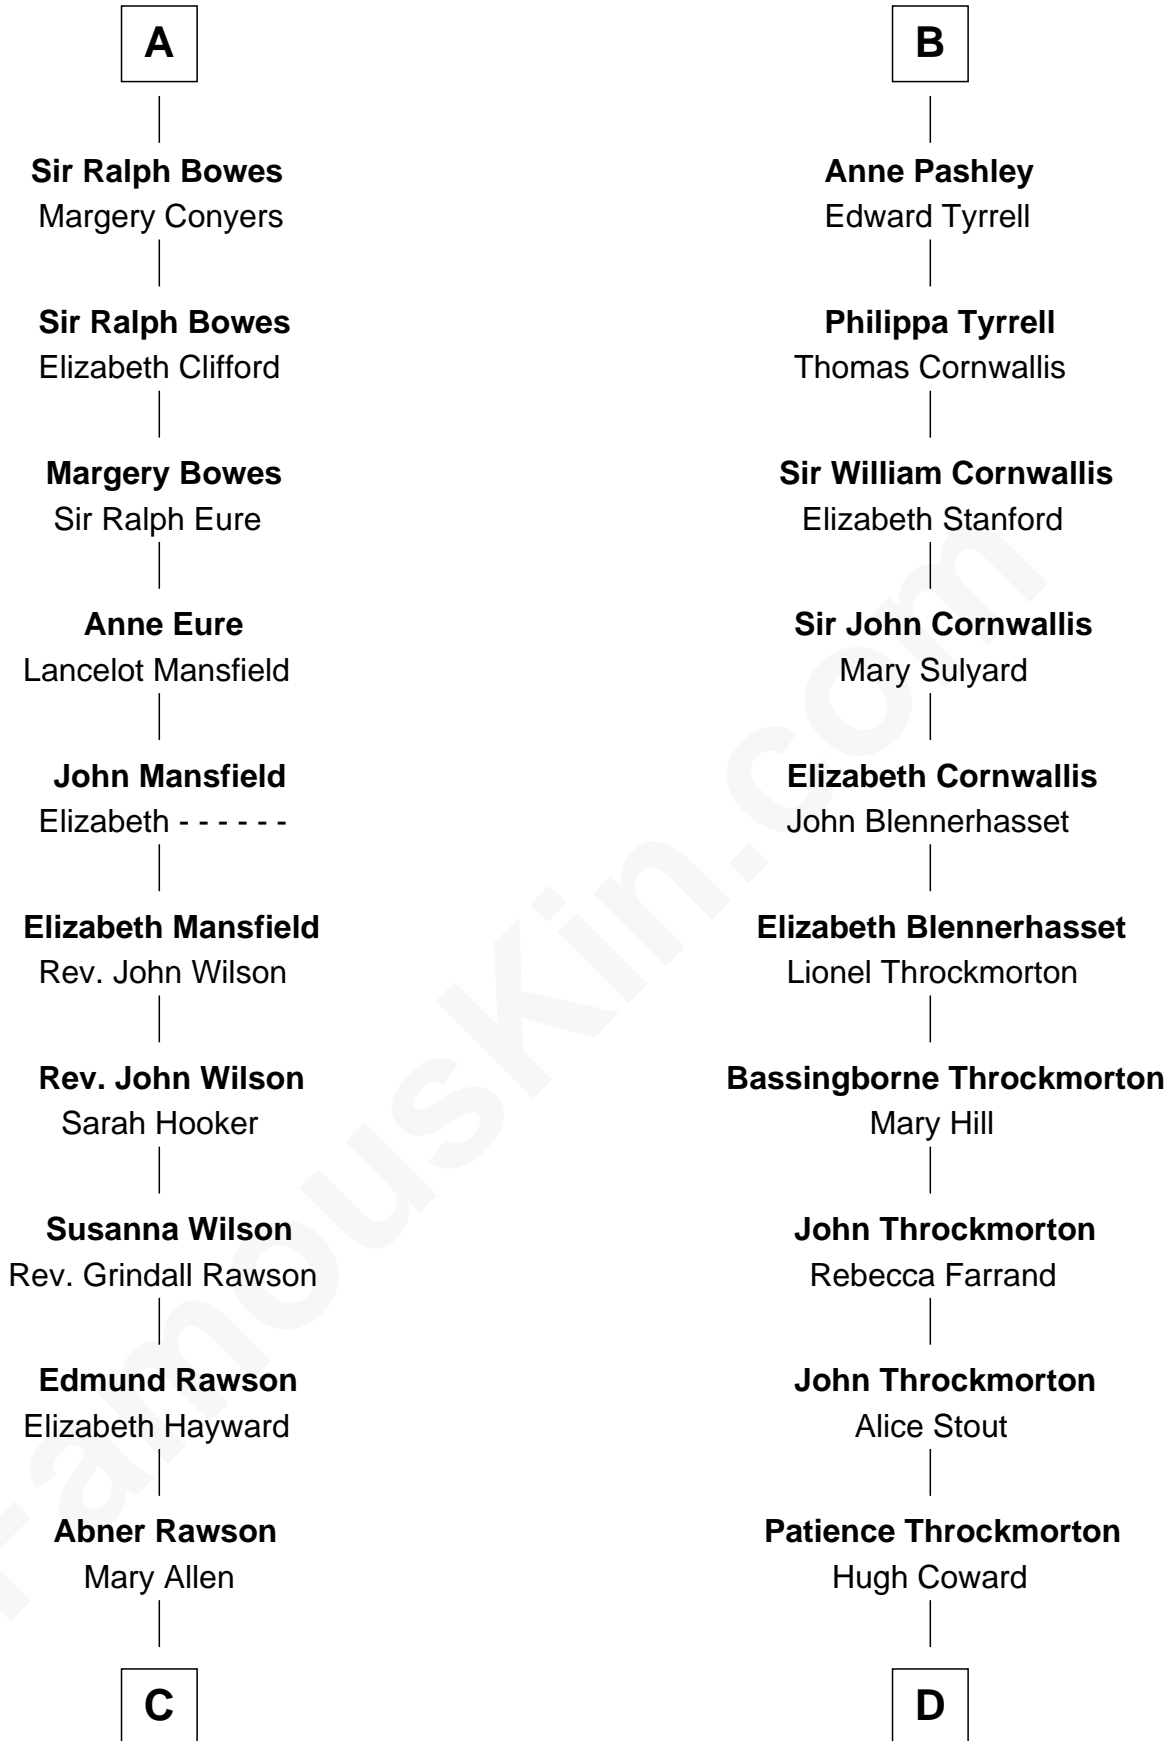 A
Sir Ralph Bowes
Margery Conyers
Sir Ralph Bowes
Elizabeth Clifford
Margery Bowes
Sir Ralph Eure
Anne Eure
Lancelot Mansfield
John Mansfield
Elizabeth - - - - - -
Elizabeth Mansfield
Rev. John Wilson
Rev. John Wilson
Sarah Hooker
Susanna Wilson
Rev. Grindall Rawson
Edmund Rawson
Elizabeth Hayward
Abner Rawson
Mary Allen
C
B
Anne Pashley
Edward Tyrrell
Philippa Tyrrell
Thomas Cornwallis
Sir William Cornwallis
Elizabeth Stanford
Sir John Cornwallis
Mary Sulyard
Elizabeth Cornwallis
John Blennerhasset
Elizabeth Blennerhasset
Lionel Throckmorton
Bassingborne Throckmorton
Mary Hill
John Throckmorton
Rebecca Farrand
John Throckmorton
Alice Stout
Patience Throckmorton
Hugh Coward
D
FamousKin.com